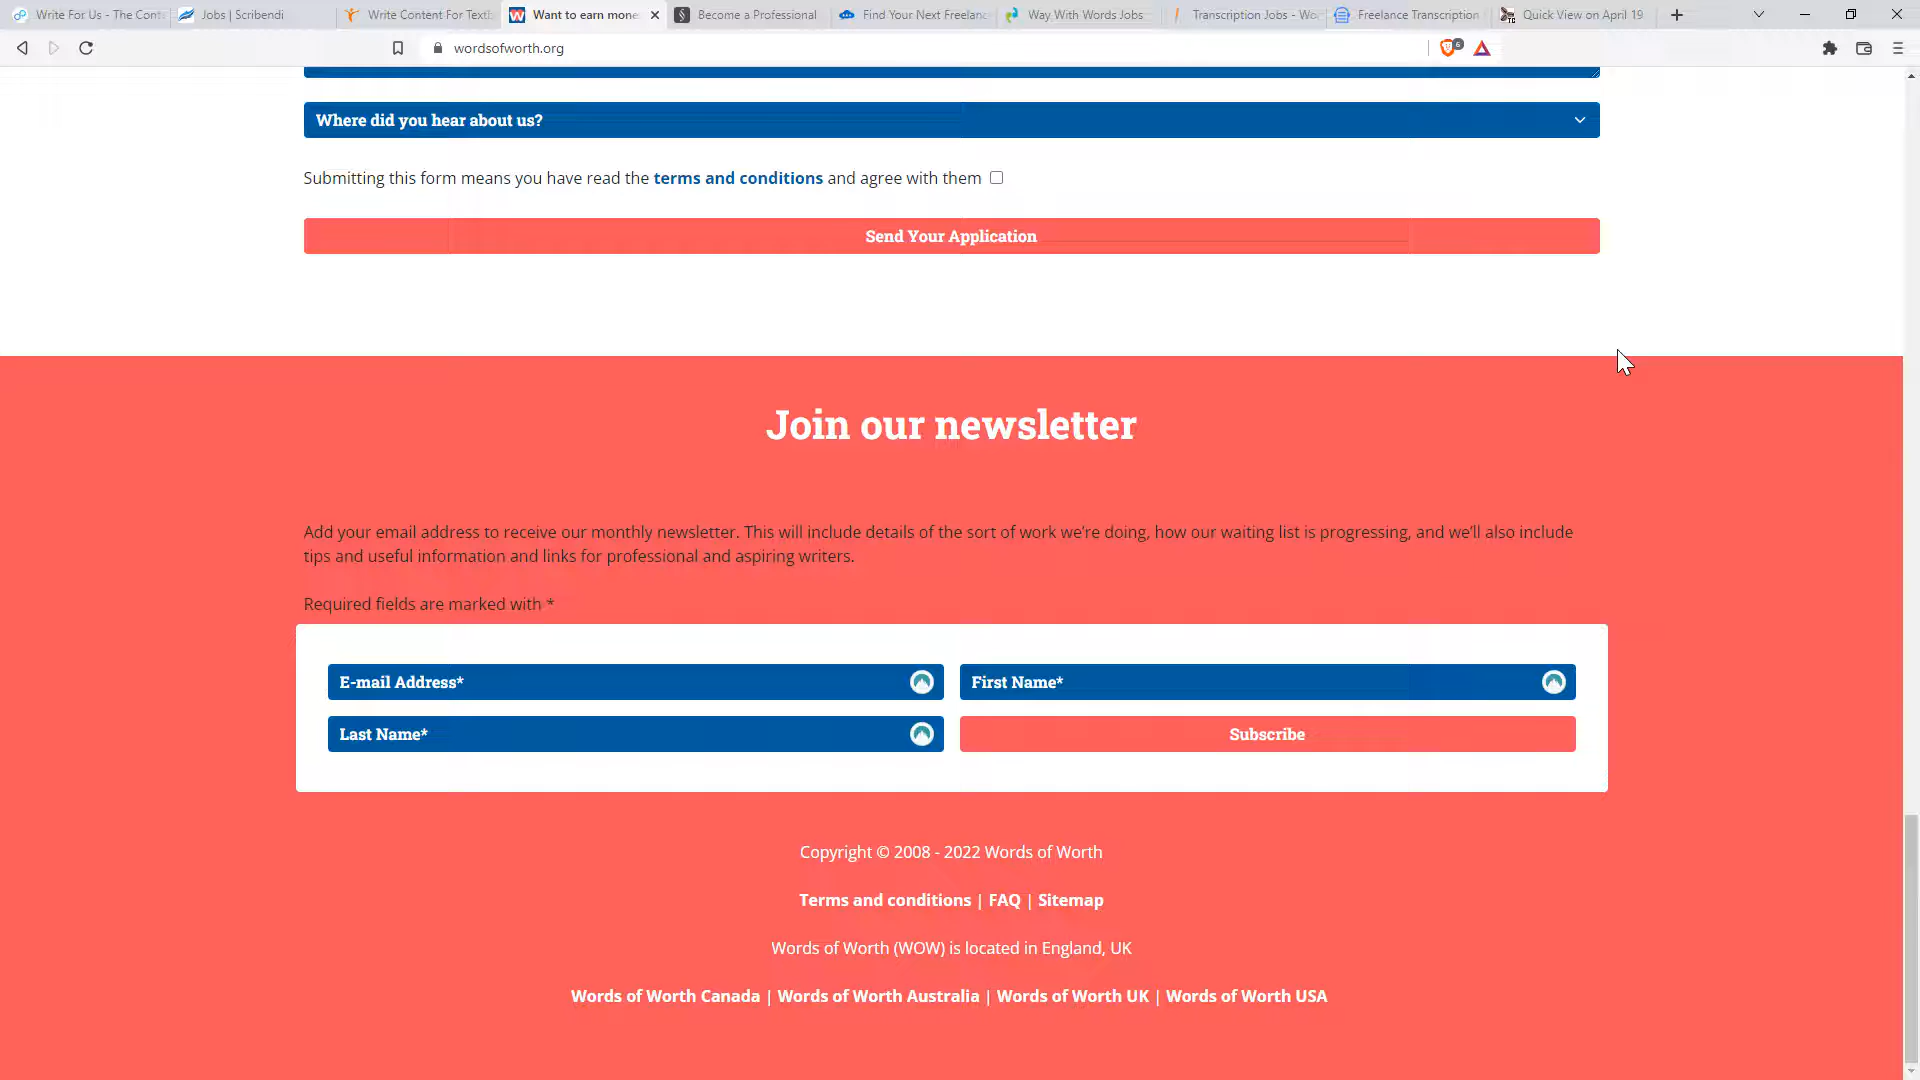 Write For Us - The Cont
Jobs | Scribendi
Write Content For Textb
Want to earn mone
Become a Professional
Find Your Next Freelanc
Way With Words Jobs
Transcription Jobs - Wo
Freelance Transcription
Quick View on April 19
wordsofworth.org
6
Where did you hear about us?
Submitting this form means you have read the terms and conditions and agree with them
Send Your Application
Join our newsletter
Add your email address to receive our monthly newsletter. This will include details of the sort of work we're doing, how our waiting list is progressing, and we'll also include
tips and useful information and links for professional and aspiring writers.
Required fields are marked with *
E-mail Address*
First Name*
Last Name*
Subscribe
Copyright © 2008 - 2022 Words of Worth
Terms and conditions | FAQ | Sitemap
Words of Worth (WOW) is located in England, UK
Words of Worth Canada | Words of Worth Australia | Words of Worth UK | Words of Worth USA